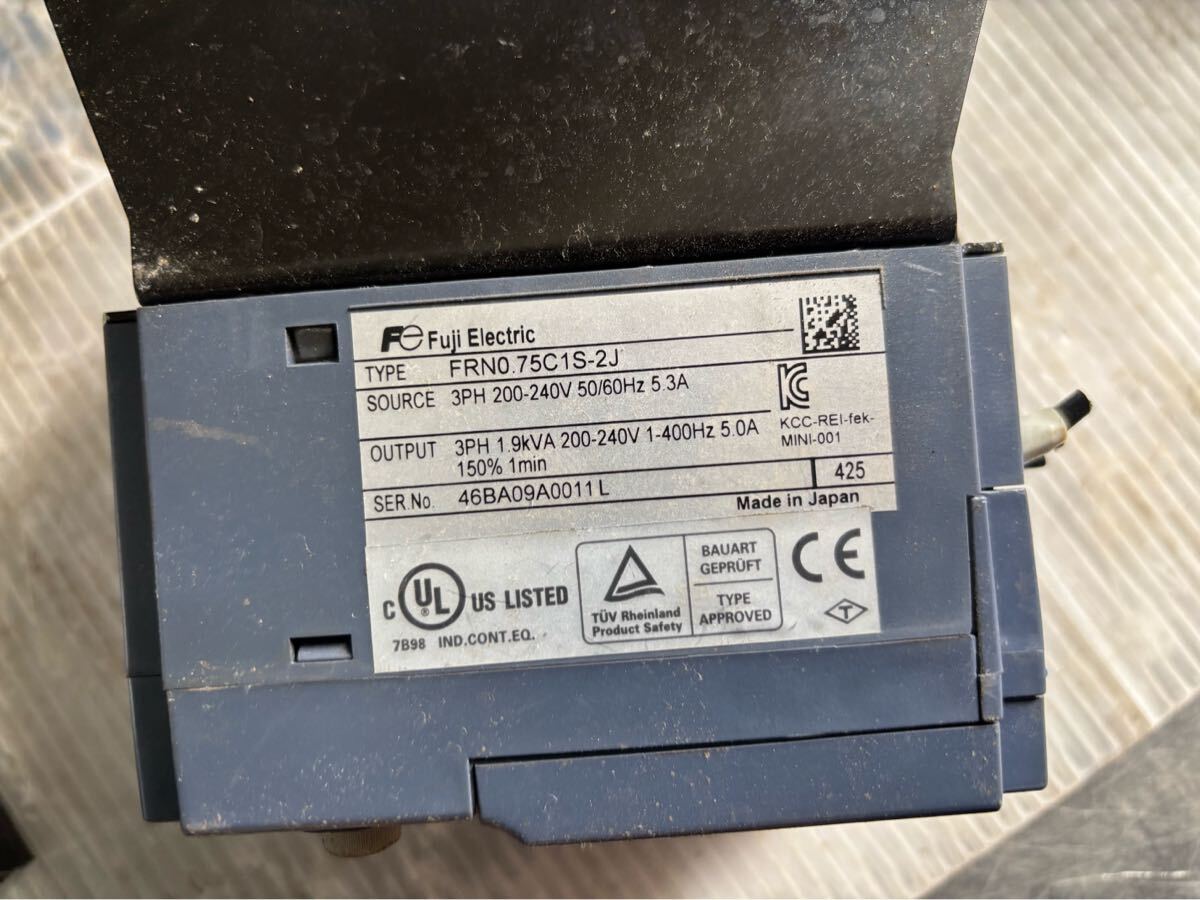 Fe Fuji Electric
TYPE FRN0.75C1S-2J
SOURCE 3PH 200-240V 50/60Hz 5.3A
OUTPUT 3PH 1.9kVA 200-240V 1-400Hz 5.0A
150% 1min
KCC-REI-fek-
MINI-001
SER.No. 46BA09A0011L
425
Made in Japan
C UL ® US LISTED
7B98 IND.CONT.EQ.
TÜV Rheinland
Product Safety
BAUART
GEPRÜFT
TYPE
APPROVED
CE
T